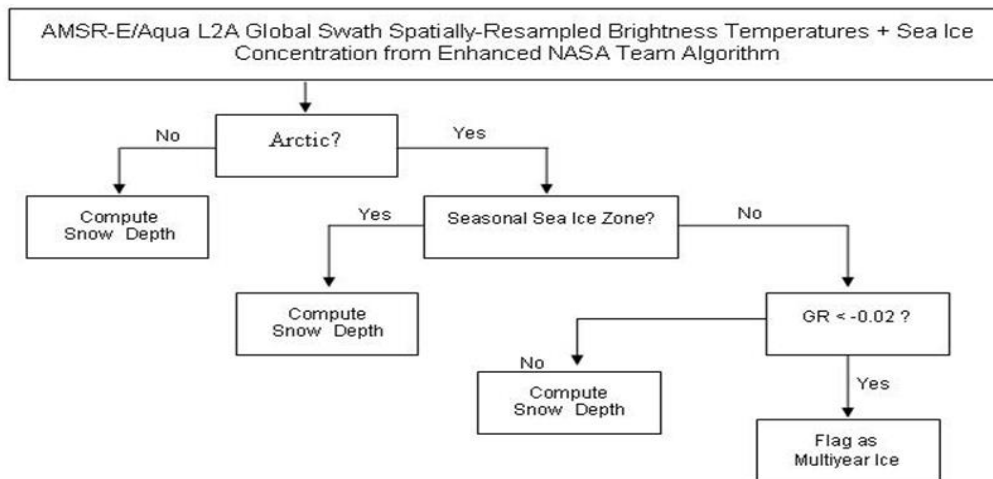 AMSR-E/Aqua L2A Global Swath Spatially-Resampled Brightness Temperatures + Sea Ice
Concentration from Enhanced NASA Team Algorithm
No
Arctic?
Yes
Compute
Snow Depth
Yes
Seasonal Sea Ice Zone?
No
Compute
Snow Depth
GR < -0.02 ?
No
Compute
Snow Depth
Yes
Flag as
Multiyear Ice